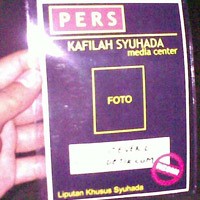 PERS
KAFILAH SYUHADA
media center
FOTO
Liputan Khusus Syuhada